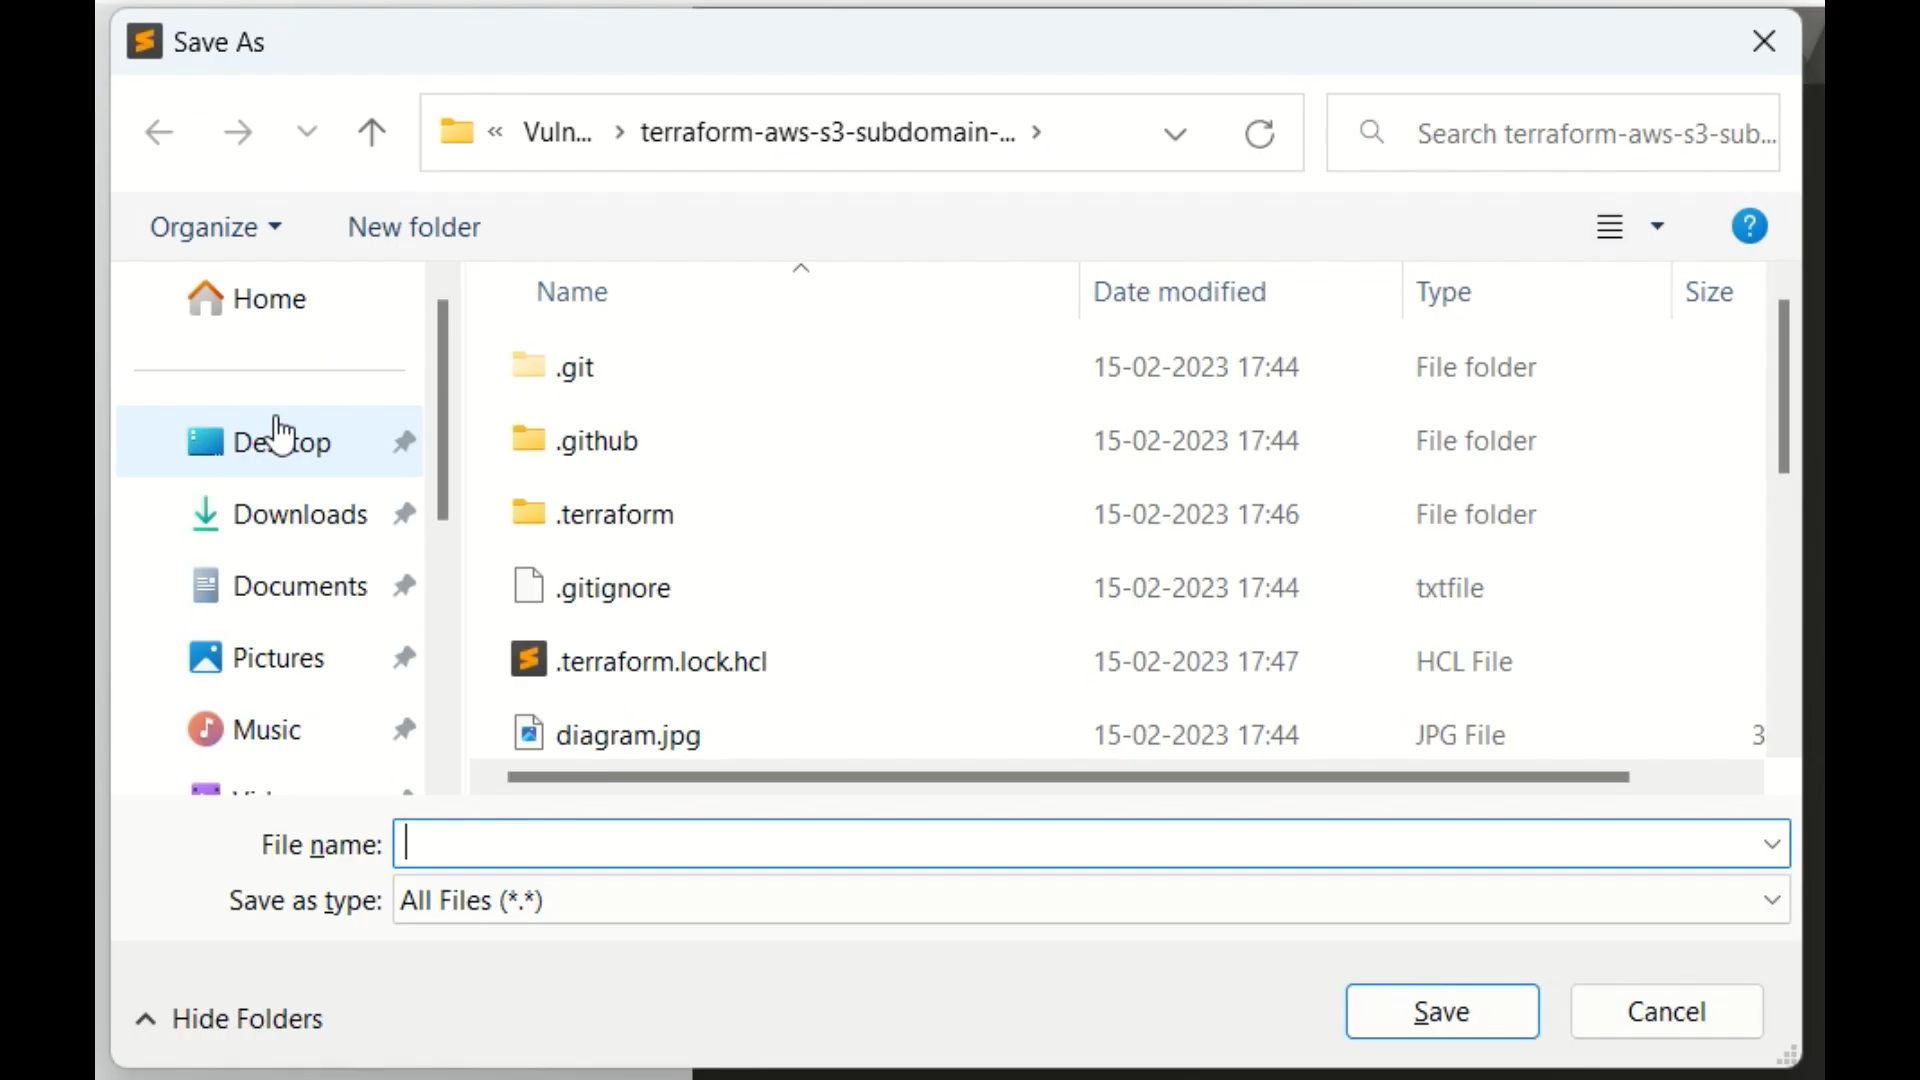 Save As
« Vuln... › terraform-aws-s3-subdomain-... ›
Search terraform-aws-s3-sub...
Organize
New folder
Home
Desktop
Downloads
Documents
Pictures
Music
Name Date modified Type Size
.git 15-02-2023 17:44 File folder
.github 15-02-2023 17:44 File folder
.terraform 15-02-2023 17:46 File folder
.gitignore 15-02-2023 17:44 txtfile
.terraform.lock.hcl 15-02-2023 17:47 HCL File
diagram.jpg 15-02-2023 17:44 JPG File 3
File name:
Save as type: All Files (*.*)
Hide Folders
Save
Cancel